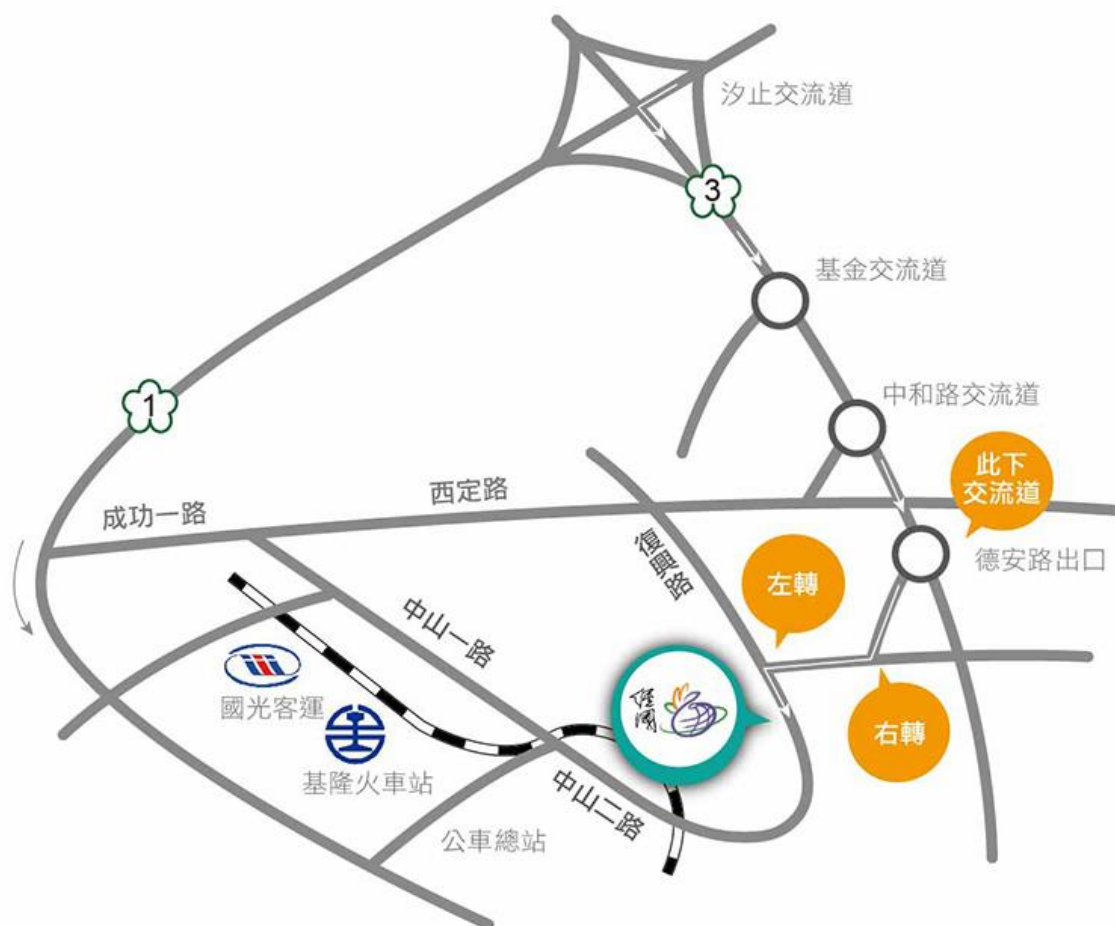 汐止交流道
3
基金交流道
1
中和路交流道
此下
交流道
西定路
成功一路
復興路
德安路出口
左轉
中山一路
經國
國光客運
右轉
基隆火車站
中山二路
公車總站